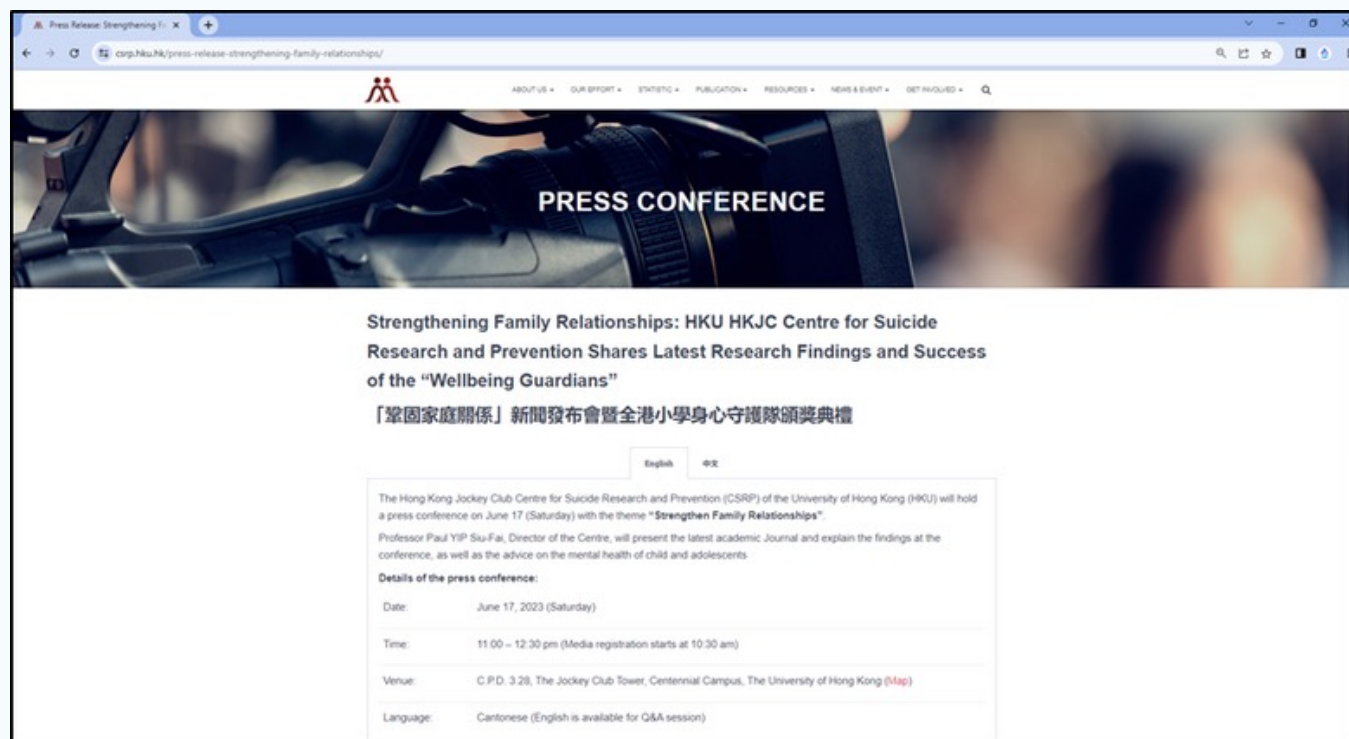 Press Release: Strengthening F
csrp.hku.hk/press-release-strengthening-family-relationships/
ABOUT US OUR EFFORT STATISTIC PUBLICATION RESOURCES NEWS & EVENT GET INVOLVED
PRESS CONFERENCE
Strengthening Family Relationships: HKU HKJC Centre for Suicide
Research and Prevention Shares Latest Research Findings and Success
of the “Wellbeing Guardians”
「鞏固家庭關係」新聞發布會暨全港小學身心守護隊頒獎典禮
English 中文
The Hong Kong Jockey Club Centre for Suicide Research and Prevention (CSRP) of the University of Hong Kong (HKU) will hold
a press conference on June 17 (Saturday) with the theme “Strengthen Family Relationships”.
Professor Paul YIP Siu-Fai, Director of the Centre, will present the latest academic Journal and explain the findings at the
conference, as well as the advice on the mental health of child and adolescents
Details of the press conference:
Date: June 17, 2023 (Saturday)
Time: 11:00 – 12:30 pm (Media registration starts at 10:30 am)
Venue: C.P.D. 3.28, The Jockey Club Tower, Centennial Campus, The University of Hong Kong (Map)
Language: Cantonese (English is available for Q&A session)